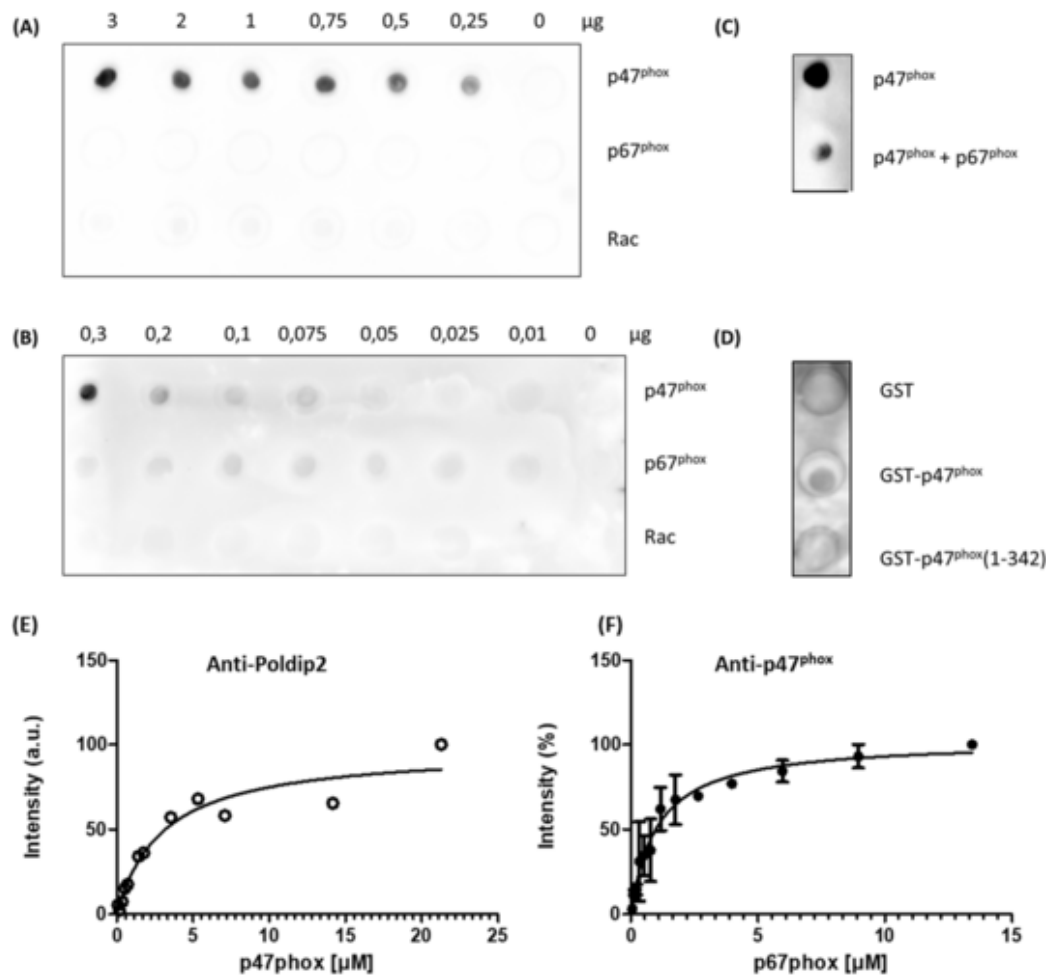 (A) 3 2 1 0,75 0,5 0,25 0 µg
p47phox
p67phox
Rac
(C)
p47phox
p47phox + p67phox
(B) 0,3 0,2 0,1 0,075 0,05 0,025 0,01 0 µg
p47phox
p67phox
Rac
(D)
GST
GST-p47phox
GST-p47phox(1-342)
(E)
Anti-Poldip2
Intensity (a.u.)
150
100
50
0
0 5 10 15 20 25
p47phox [µM]
(F)
Anti-p47phox
Intensity (%)
150
100
50
0
0 5 10 15
p67phox [µM]